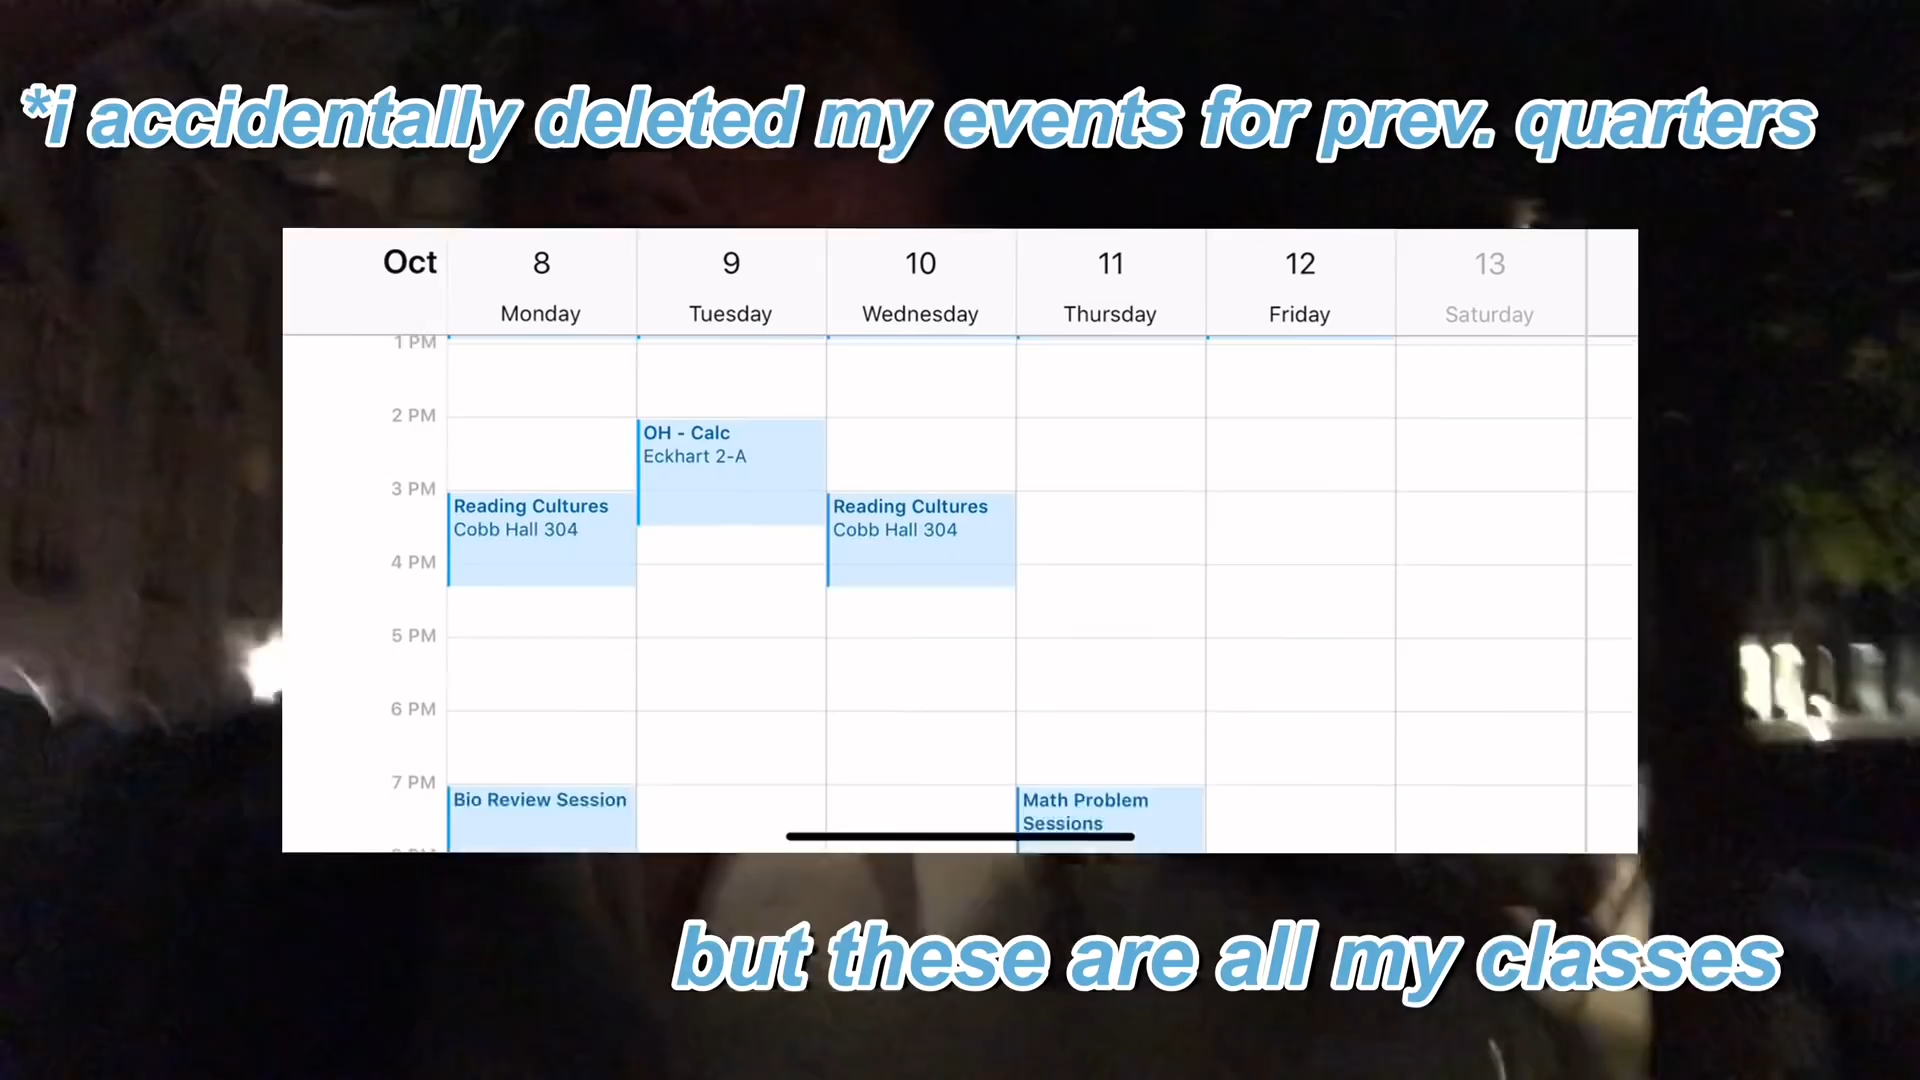 *i accidentally deleted my events for prev. quarters
Oct 8 9 10 11 12 13
Monday Tuesday Wednesday Thursday Friday Saturday
1 PM
2 PM
OH - Calc
Eckhart 2-A
3 PM
Reading Cultures Reading Cultures
Cobb Hall 304 Cobb Hall 304
4 PM
5 PM
6 PM
7 PM
Bio Review Session Math Problem
Sessions
but these are all my classes